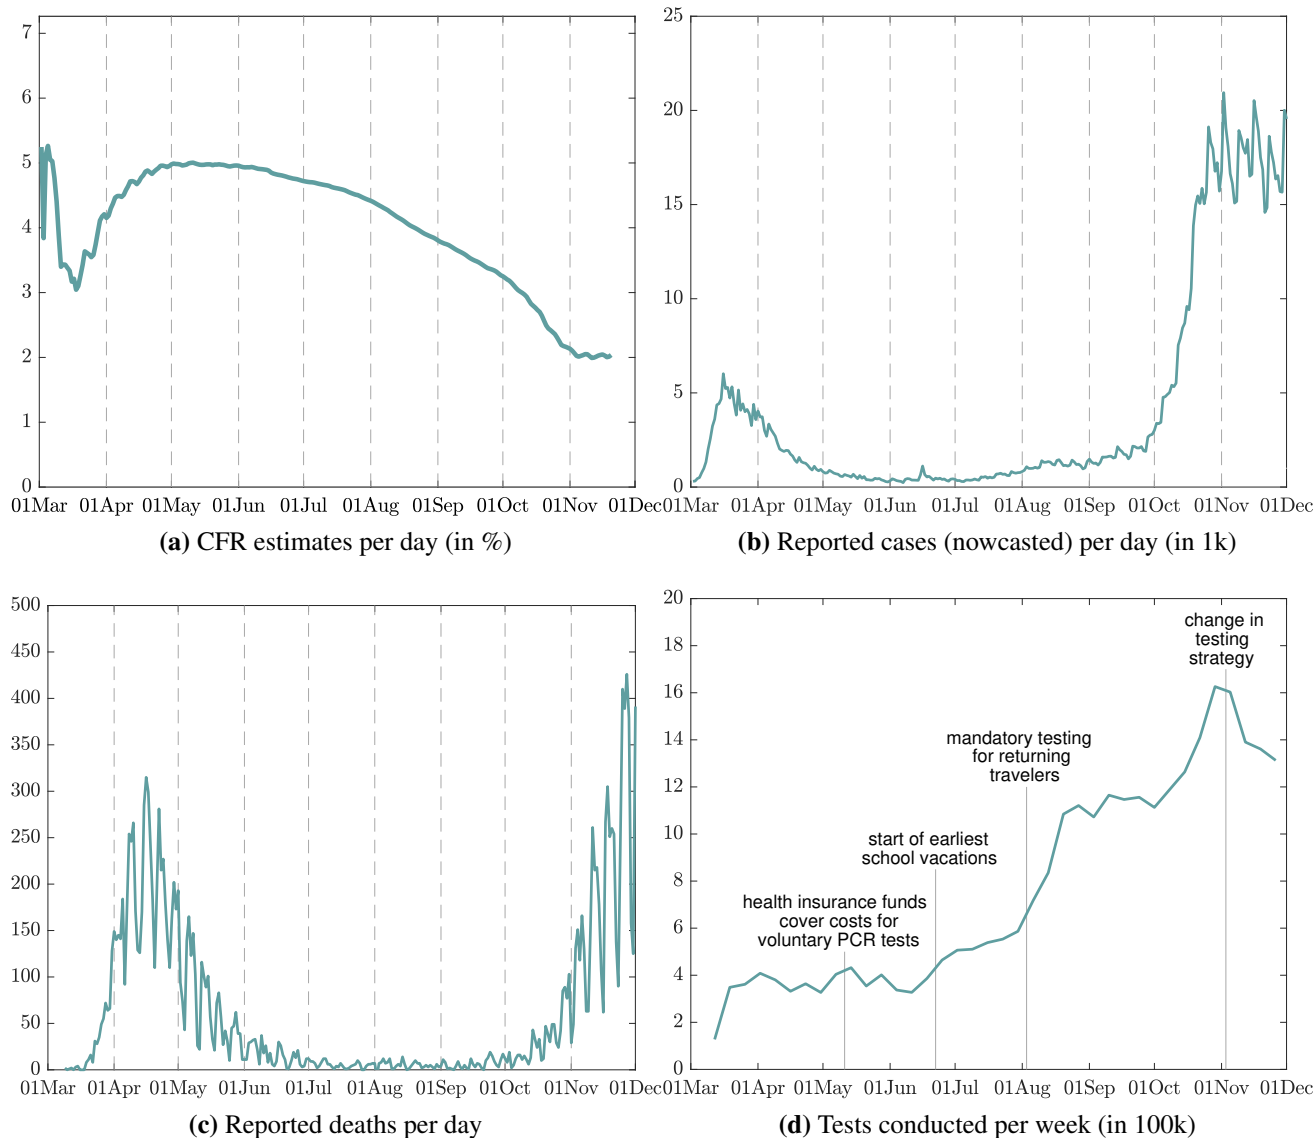 7
6
5
4
3
2
1
0
01Mar 01Apr 01May 01Jun 01Jul 01Aug 01Sep 01Oct 01Nov 01Dec
(a) CFR estimates per day (in %)
25
20
15
10
5
0
01Mar 01Apr 01May 01Jun 01Jul 01Aug 01Sep 01Oct 01Nov 01Dec
(b) Reported cases (nowcasted) per day (in 1k)
500
450
400
350
300
250
200
150
100
50
0
01Mar 01Apr 01May 01Jun 01Jul 01Aug 01Sep 01Oct 01Nov 01Dec
(c) Reported deaths per day
20
18
16
14
12
10
8
6
4
2
0
change in
testing
strategy
mandatory testing
for returning
travelers
start of earliest
school vacations
health insurance funds
cover costs for
voluntary PCR tests
01Mar 01Apr 01May 01Jun 01Jul 01Aug 01Sep 01Oct 01Nov 01Dec
(d) Tests conducted per week (in 100k)